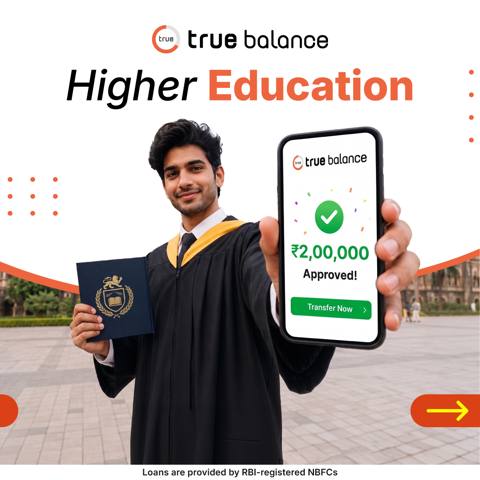 true
true balance
Higher Education
true balance
₹2,00,000
Approved!
Transfer Now
Loans are provided by RBI-registered NBFCs